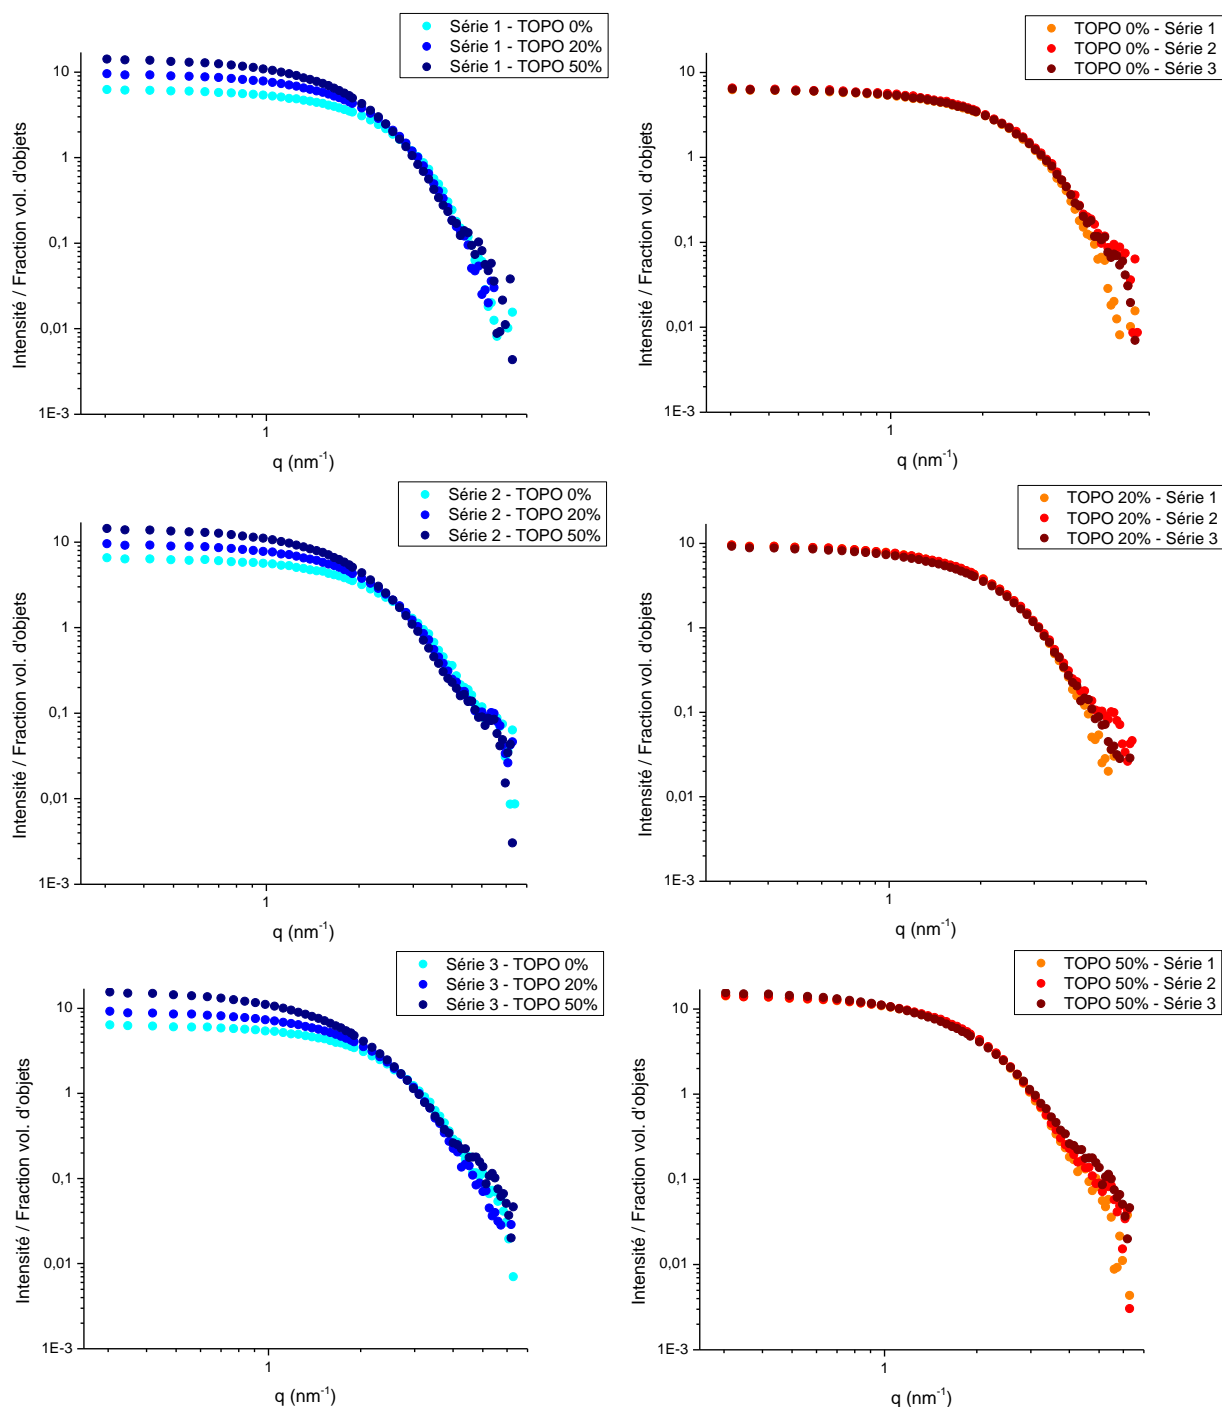 Série 1 - TOPO 0%
Série 1 - TOPO 20%
Série 1 - TOPO 50%
10
1
0,1
0,01
1E-3
1
Intensité / Fraction vol. d'objets
q (nm⁻¹)
TOPO 0% - Série 1
TOPO 0% - Série 2
TOPO 0% - Série 3
10
1
0,1
0,01
1E-3
1
Intensité / Fraction vol. d'objets
q (nm⁻¹)
Série 2 - TOPO 0%
Série 2 - TOPO 20%
Série 2 - TOPO 50%
10
1
0,1
0,01
1E-3
1
Intensité / Fraction vol. d'objets
q (nm⁻¹)
TOPO 20% - Série 1
TOPO 20% - Série 2
TOPO 20% - Série 3
10
1
0,1
0,01
1E-3
1
Intensité / Fraction vol. d'objets
q (nm⁻¹)
Série 3 - TOPO 0%
Série 3 - TOPO 20%
Série 3 - TOPO 50%
10
1
0,1
0,01
1E-3
1
Intensité / Fraction vol. d'objets
q (nm⁻¹)
TOPO 50% - Série 1
TOPO 50% - Série 2
TOPO 50% - Série 3
10
1
0,1
0,01
1E-3
1
Intensité / Fraction vol. d'objets
q (nm⁻¹)